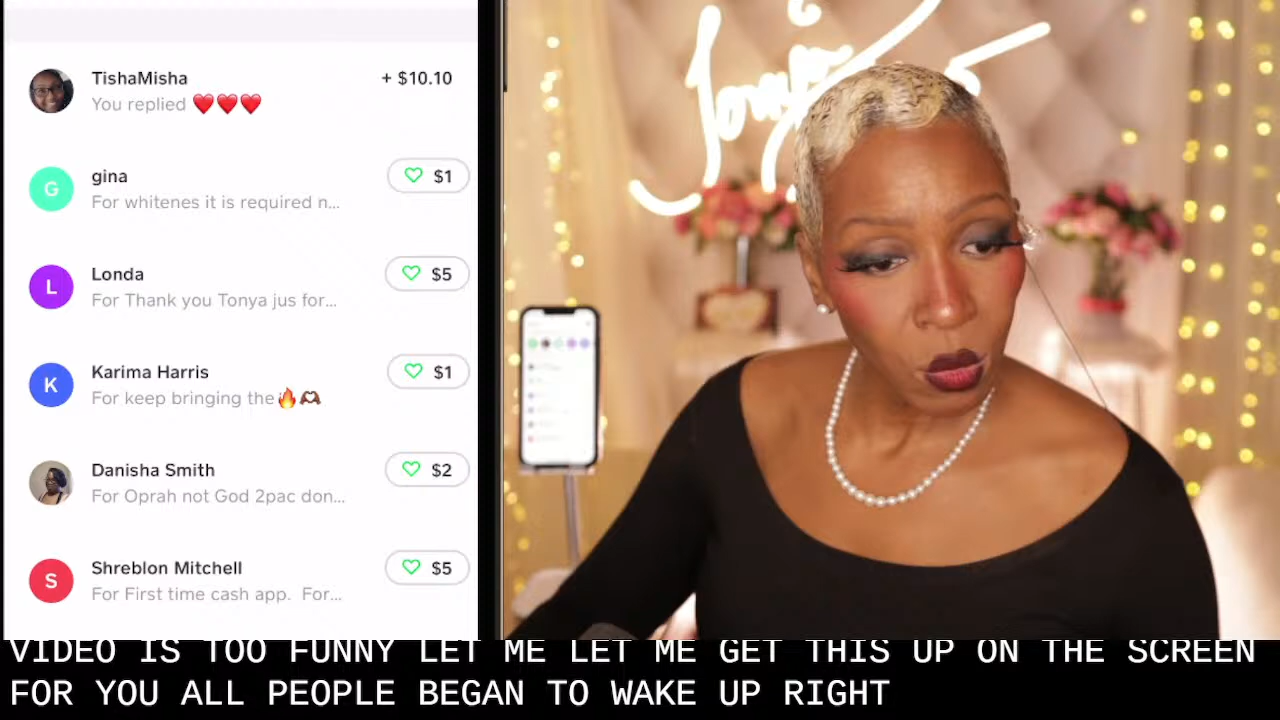 TishaMisha
+ $10.10
You replied ❤️❤️❤️
G
gina
$1
For whitenes it is required n...
L
Londa
$5
For Thank you Tonya jus for...
K
Karima Harris
$1
For keep bringing the🔥🫶🏾
Danisha Smith
$2
For Oprah not God 2pac don...
S
Shreblon Mitchell
$5
For First time cash app.  For...
Tonya
VIDEO IS TOO FUNNY LET ME LET ME GET THIS UP ON THE SCREEN
FOR YOU ALL PEOPLE BEGAN TO WAKE UP RIGHT